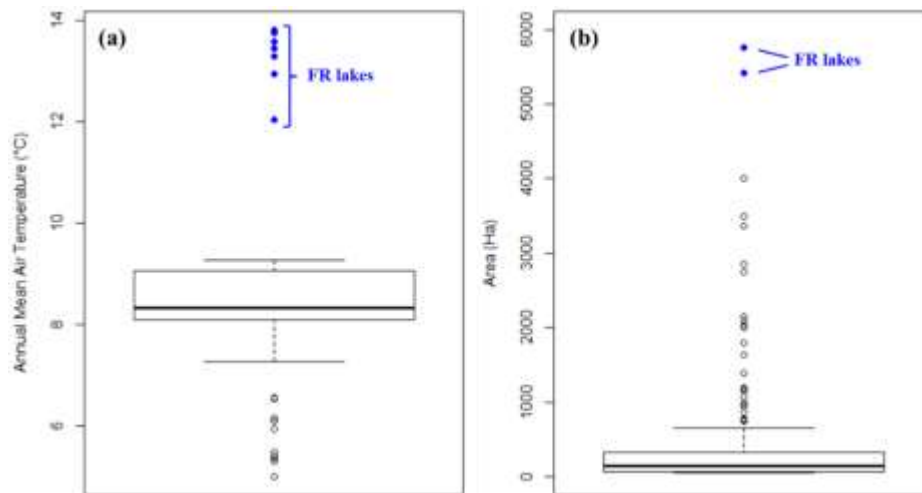 (a)
FR lakes
Annual Mean Air Temperature (°C)
14
12
10
8
6
(b)
FR lakes
Area (Ha)
6000
5000
4000
3000
2000
1000
0